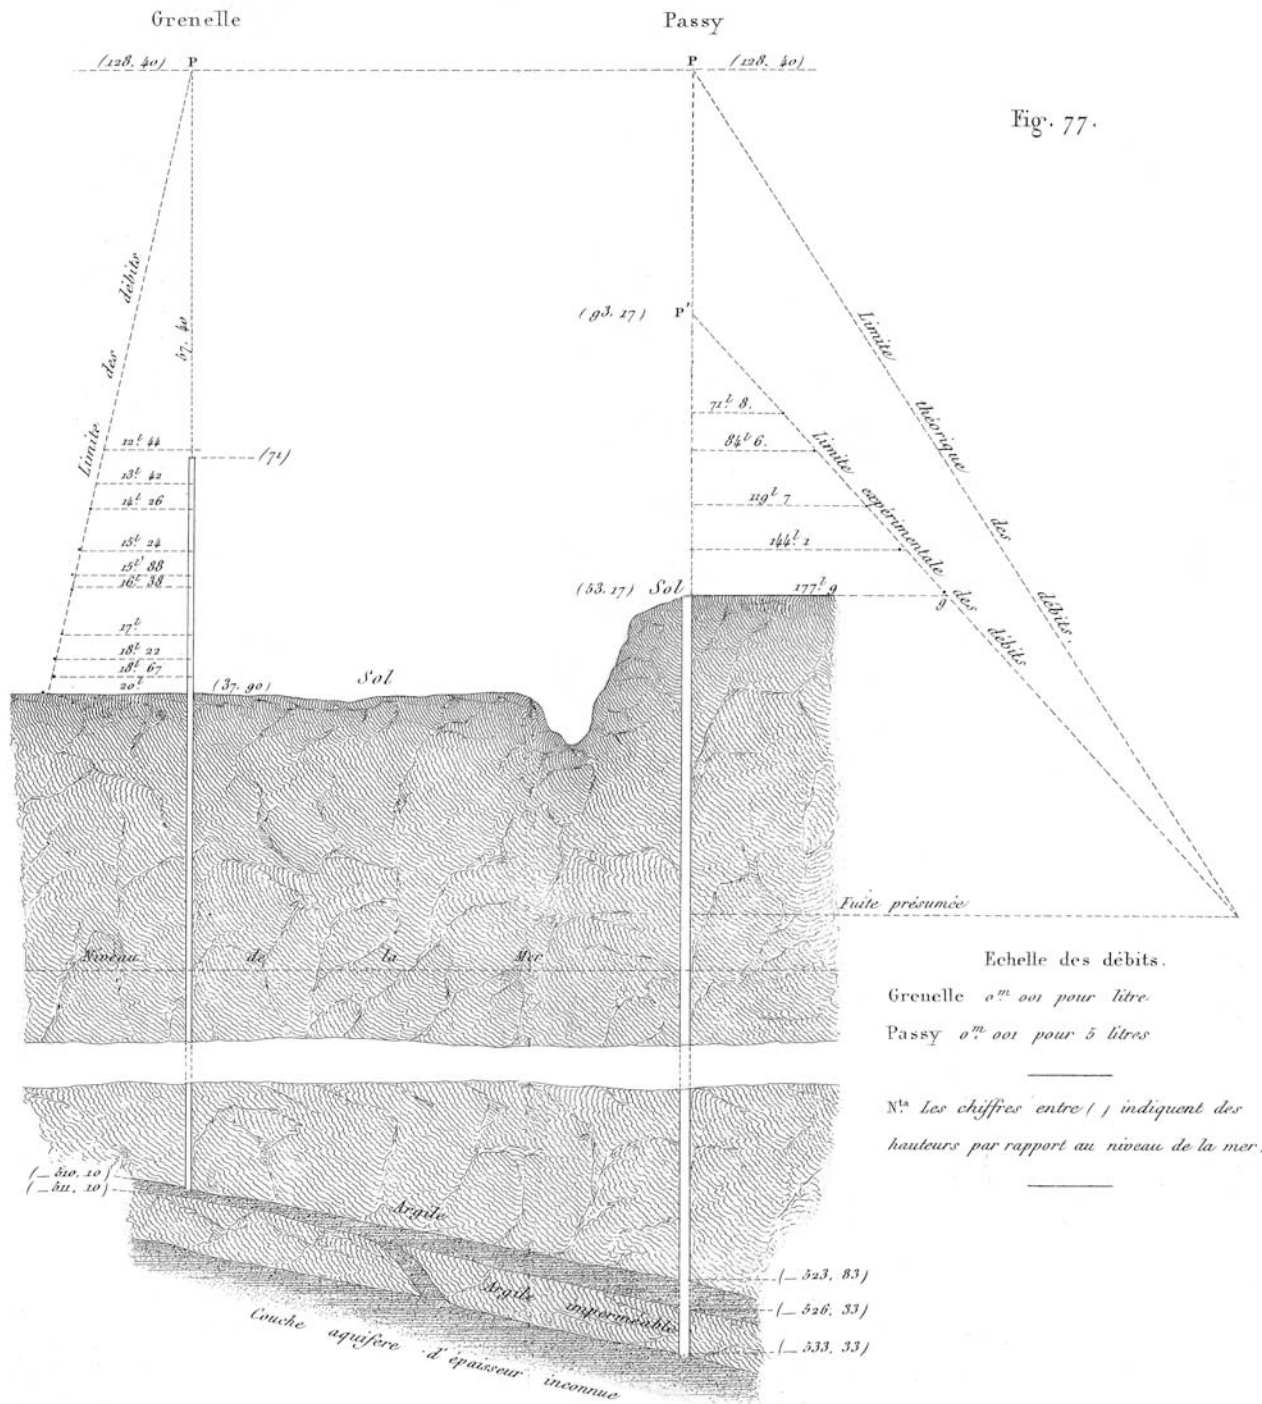 Grenelle
Passy
(128. 40) P
P (128. 40)
Fig. 77.
Limite des débits
57. 40
(93. 17) P'
Limite théorique des débits.
Limite expérimentale des débits
12l. 44
(71)
13l. 42
14l. 26
15l. 24
15l. 88
16l. 38
17l.
18l. 22
18l. 67
20l.
(37. 90)
Sol
71l 8.
84l 6.
119l 7
144l. 1
(53. 17) Sol
177l. 9
g
Fuite présumée
Niveau de la Mer
Echelle des débits.
Grenelle 0m. 001 pour litre
Passy 0m. 001 pour 5 litres
Nta. Les chiffres entre ( ) indiquent des
hauteurs par rapport au niveau de la mer.
(_ 510. 10)
(_ 511. 10)
Argile
Argile imperméable
Couche aquifère d'épaisseur inconnue
(_ 523. 83)
(_ 526. 33)
(_ 533. 33)